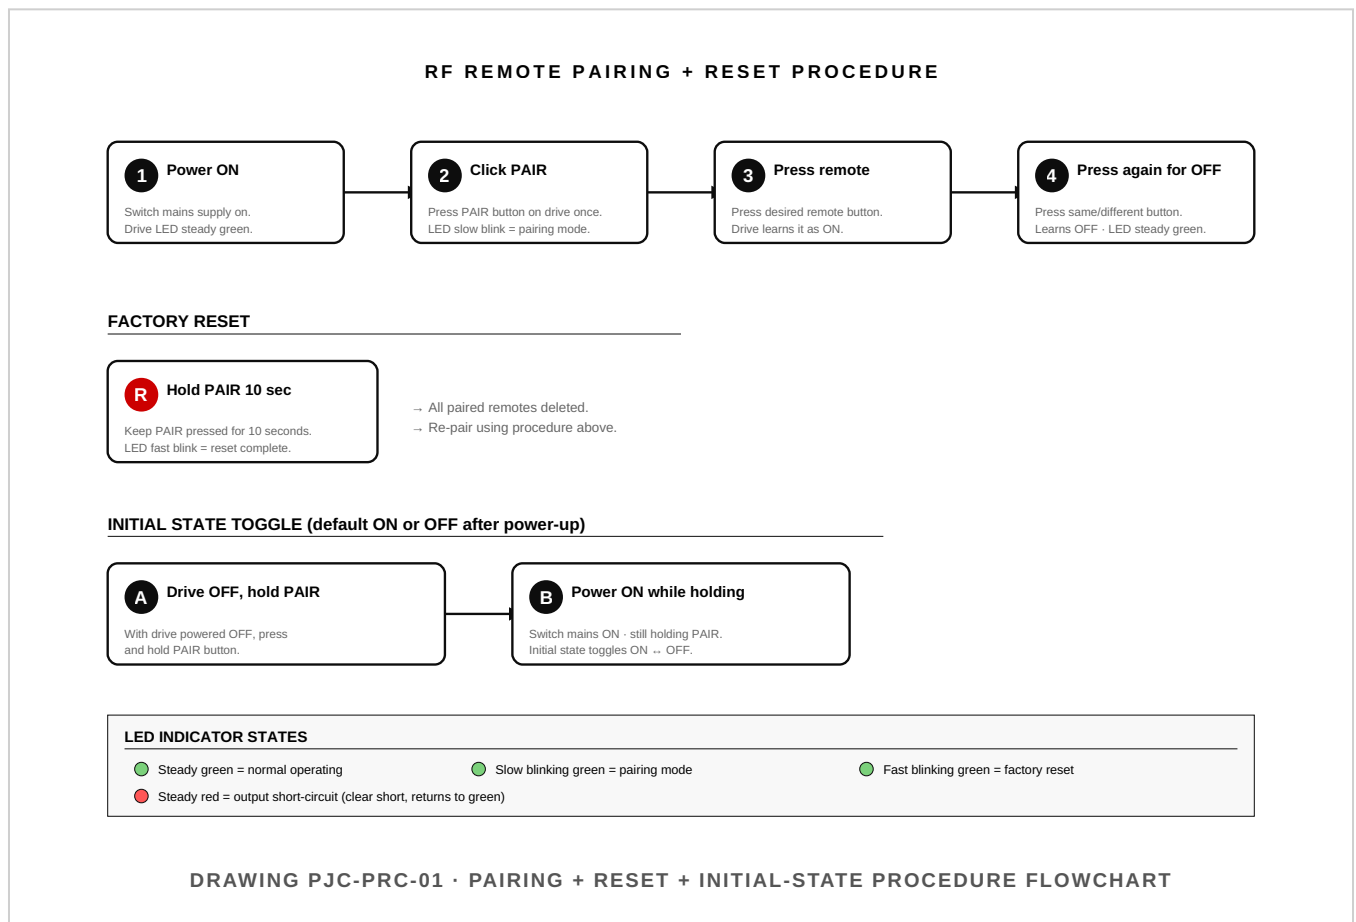 RF REMOTE PAIRING + RESET PROCEDURE
1 Power ON
Switch mains supply on.
Drive LED steady green.
2 Click PAIR
Press PAIR button on drive once.
LED slow blink = pairing mode.
3 Press remote
Press desired remote button.
Drive learns it as ON.
4 Press again for OFF
Press same/different button.
Learns OFF · LED steady green.
FACTORY RESET
R Hold PAIR 10 sec
Keep PAIR pressed for 10 seconds.
LED fast blink = reset complete.
→ All paired remotes deleted.
→ Re-pair using procedure above.
INITIAL STATE TOGGLE (default ON or OFF after power-up)
A Drive OFF, hold PAIR
With drive powered OFF, press
and hold PAIR button.
B Power ON while holding
Switch mains ON · still holding PAIR.
Initial state toggles ON ↔ OFF.
LED INDICATOR STATES
Steady green = normal operating
Slow blinking green = pairing mode
Fast blinking green = factory reset
Steady red = output short-circuit (clear short, returns to green)
DRAWING PJC-PRC-01 · PAIRING + RESET + INITIAL-STATE PROCEDURE FLOWCHART